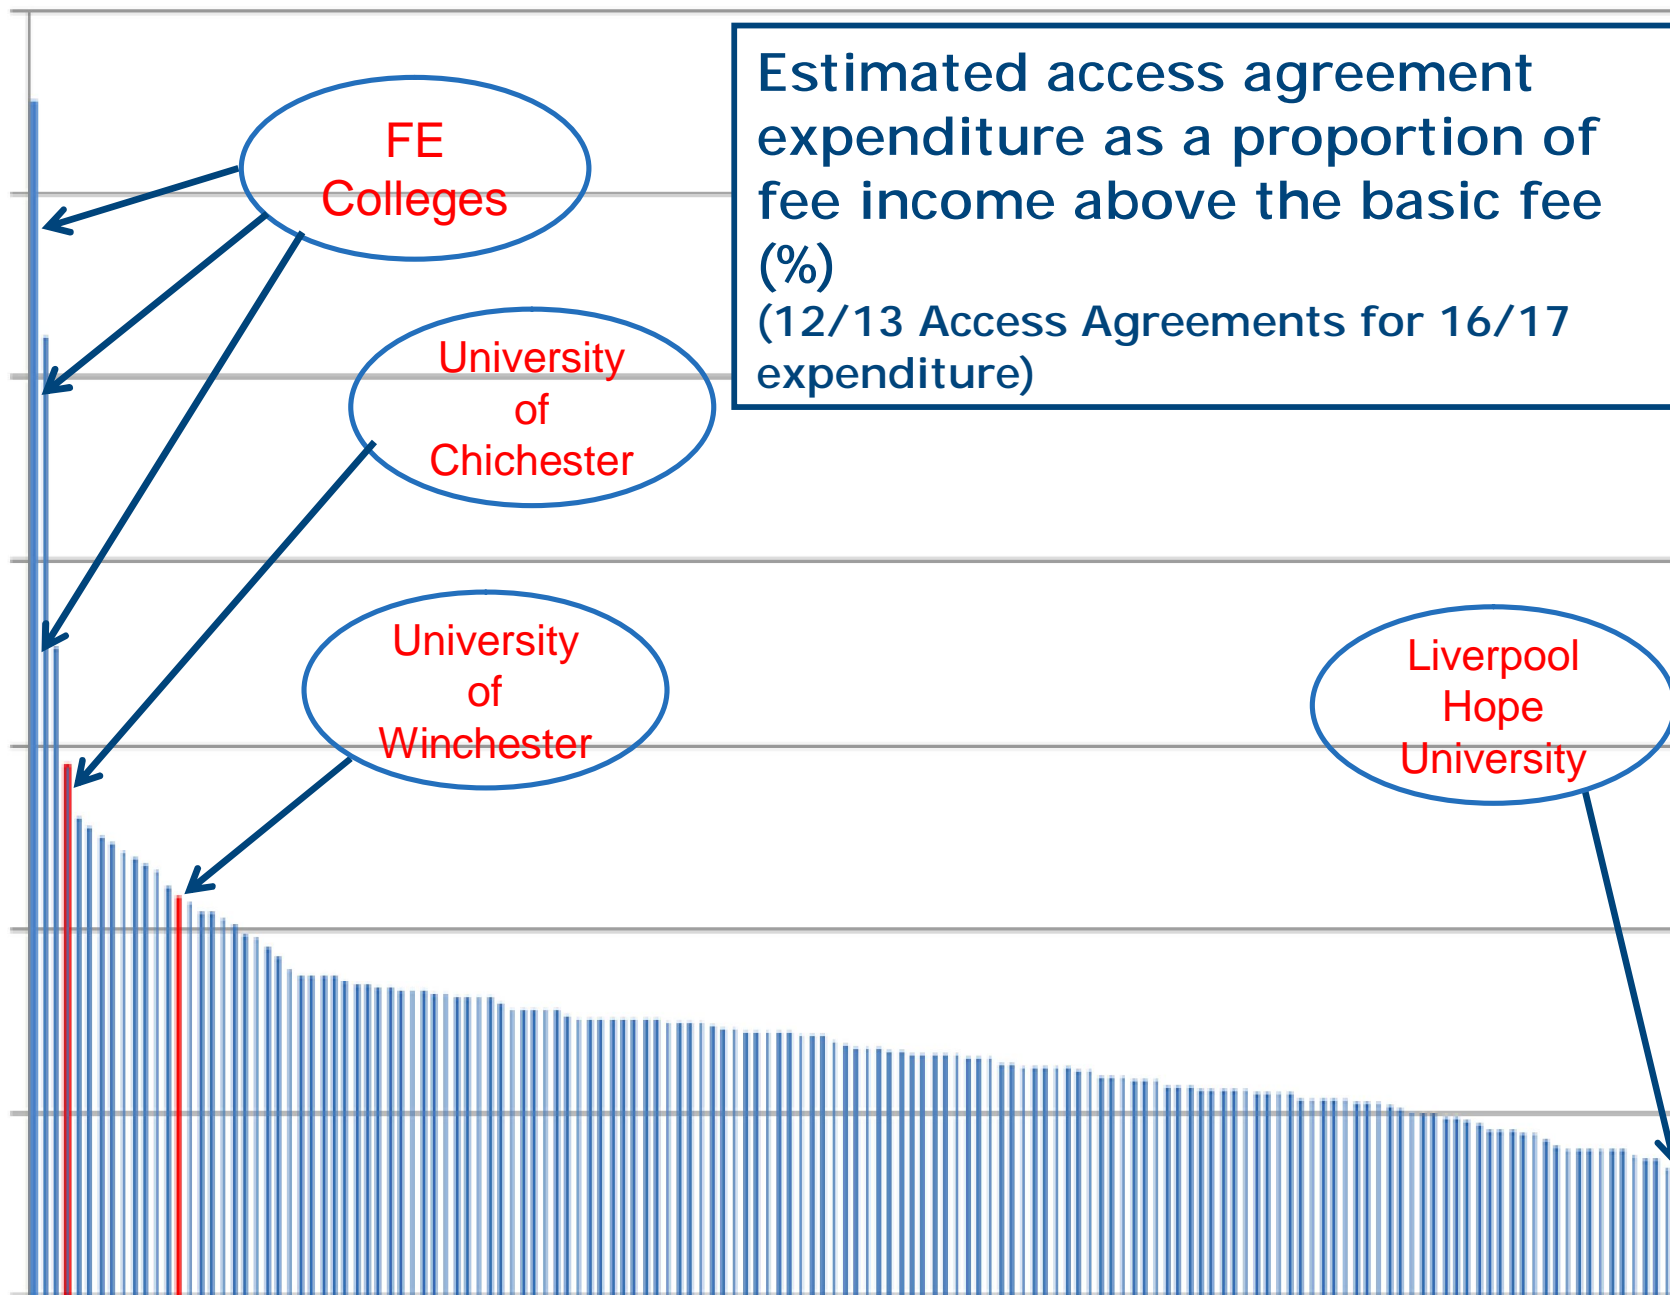 Estimated access agreement
expenditure as a proportion of
fee income above the basic fee
(%)
(12/13 Access Agreements for 16/17
expenditure)
FE
Colleges
University
of
Chichester
University
of
Winchester
Liverpool
Hope
University